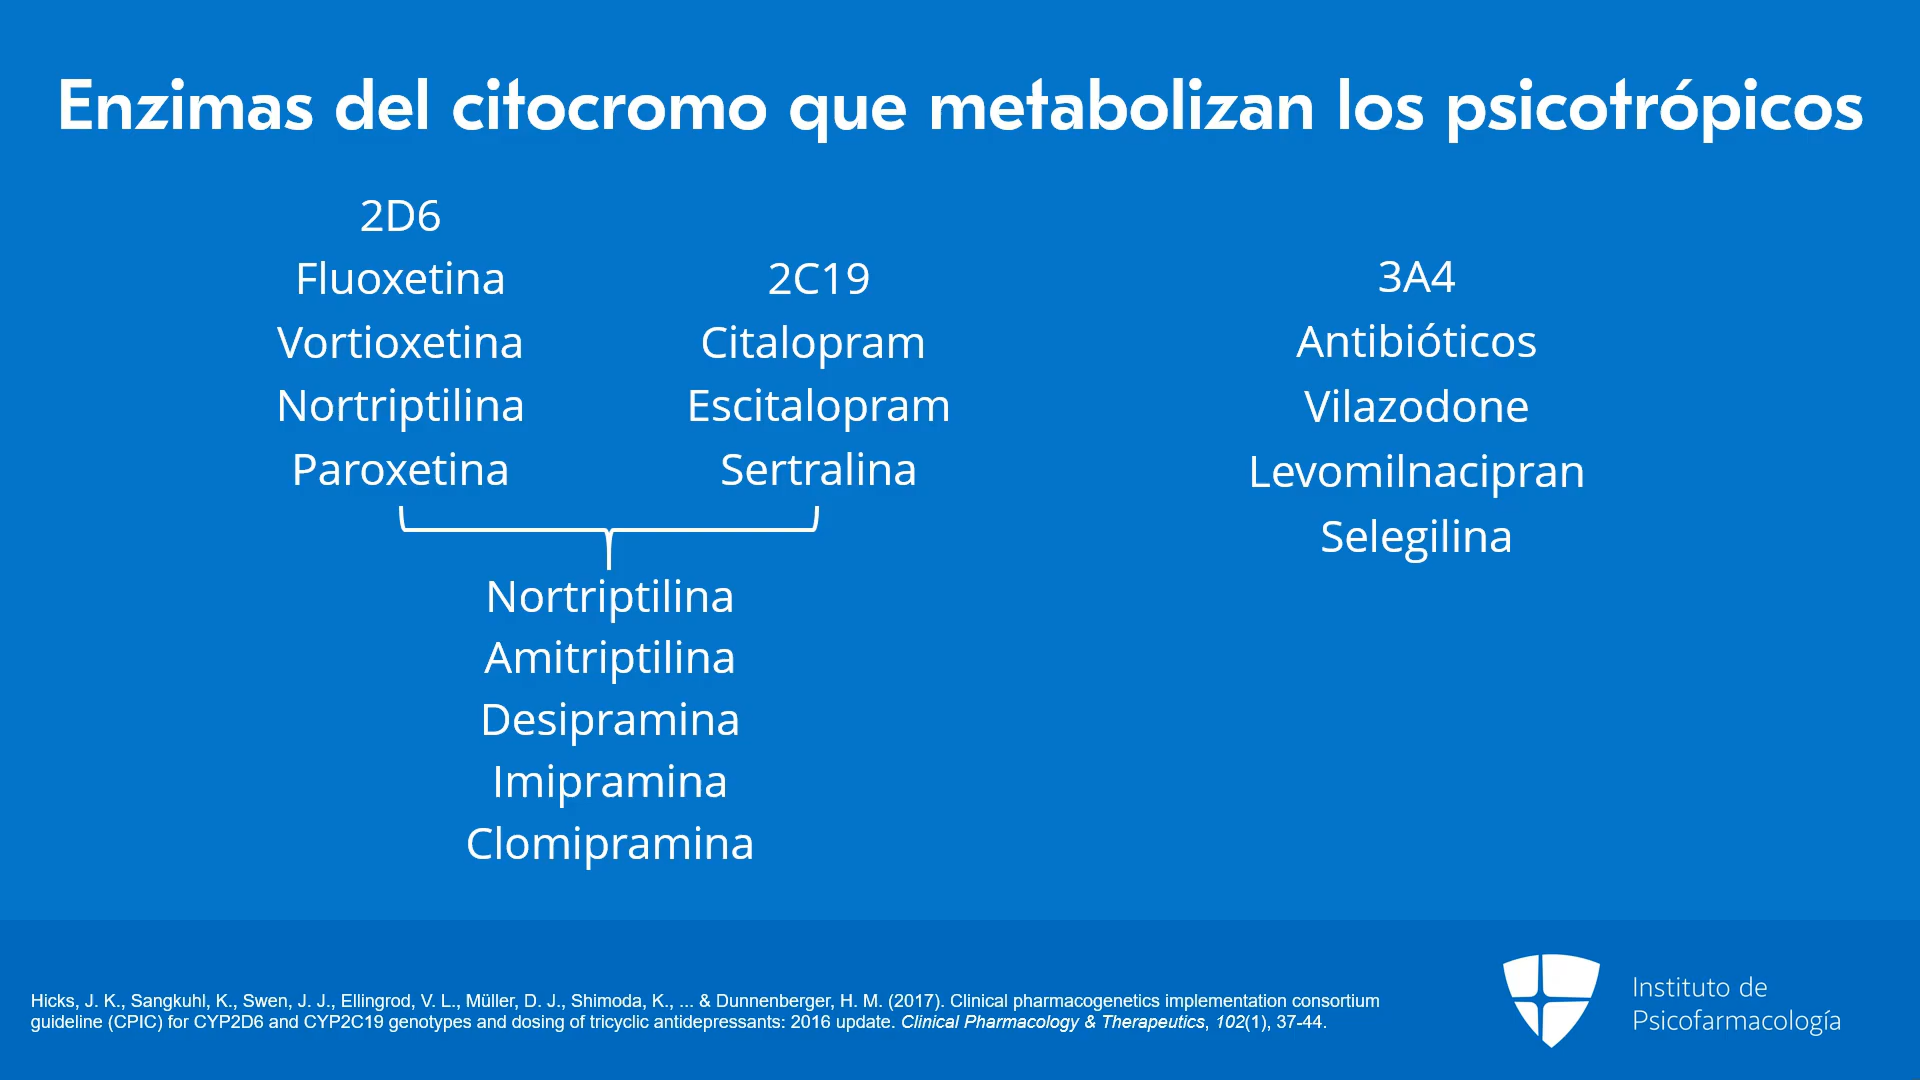 Enzimas del citocromo que metabolizan los psicotrópicos
2D6
Fluoxetina
Vortioxetina
Nortriptilina
Paroxetina
2C19
Citalopram
Escitalopram
Sertralina
Nortriptilina
Amitriptilina
Desipramina
Imipramina
Clomipramina
3A4
Antibióticos
Vilazodone
Levomilnacipran
Selegilina
Hicks, J. K., Sangkuhl, K., Swen, J. J., Ellingrod, V. L., Müller, D. J., Shimoda, K., ... & Dunnenberger, H. M. (2017). Clinical pharmacogenetics implementation consortium
guideline (CPIC) for CYP2D6 and CYP2C19 genotypes and dosing of tricyclic antidepressants: 2016 update. Clinical Pharmacology & Therapeutics, 102(1), 37-44.
Instituto de
Psicofarmacología